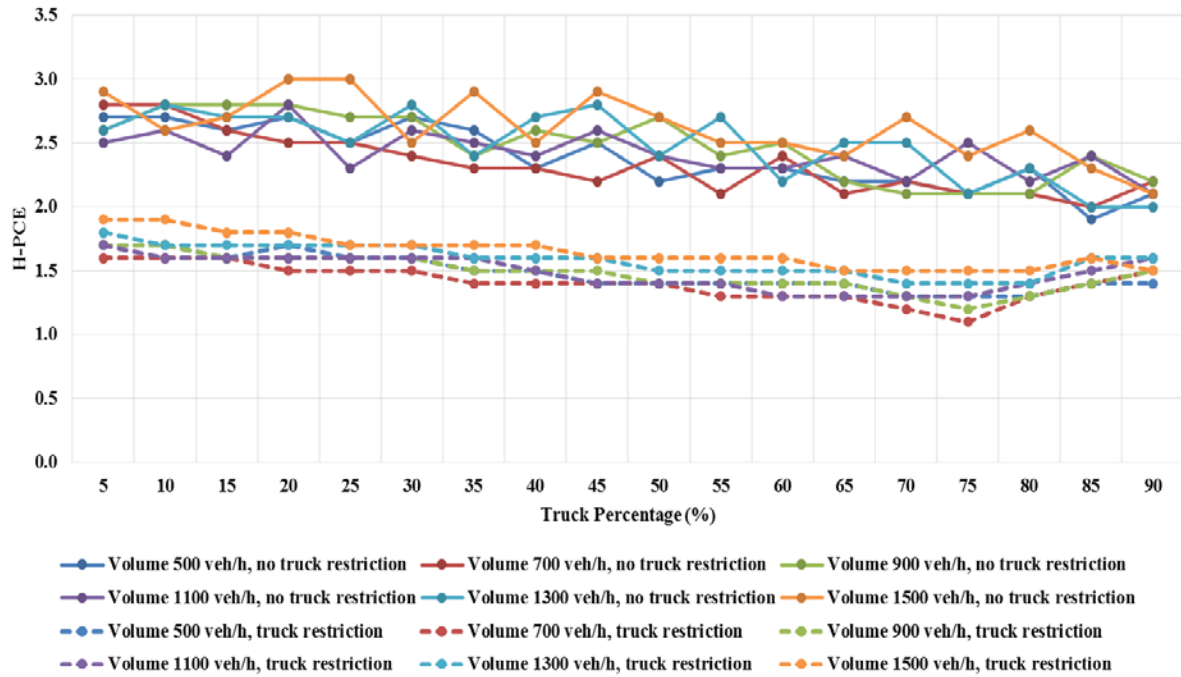 3.5
3.0
2.5
2.0
1.5
1.0
0.5
0.0
H-PCE
5 10 15 20 25 30 35 40 45 50 55 60 65 70 75 80 85 90
Truck Percentage (%)
Volume 500 veh/h, no truck restriction Volume 700 veh/h, no truck restriction Volume 900 veh/h, no truck restriction
Volume 1100 veh/h, no truck restriction Volume 1300 veh/h, no truck restriction Volume 1500 veh/h, no truck restriction
Volume 500 veh/h, truck restriction Volume 700 veh/h, truck restriction Volume 900 veh/h, truck restriction
Volume 1100 veh/h, truck restriction Volume 1300 veh/h, truck restriction Volume 1500 veh/h, truck restriction